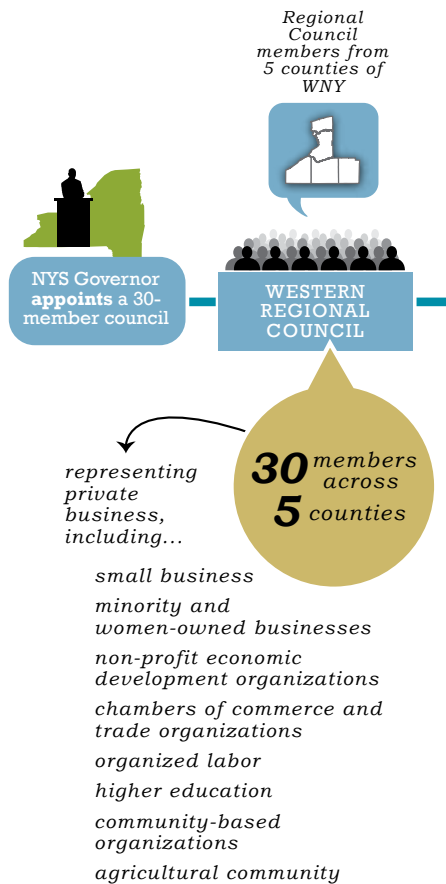 Regional
Council
members from
5 counties of
WNY
NYS Governor
appoints a 30-
member council
WESTERN
REGIONAL
COUNCIL
30 members
across
5 counties
representing
private
business,
including...
small business
minority and
women-owned businesses
non-profit economic
development organizations
chambers of commerce and
trade organizations
organized labor
higher education
community-based
organizations
agricultural community